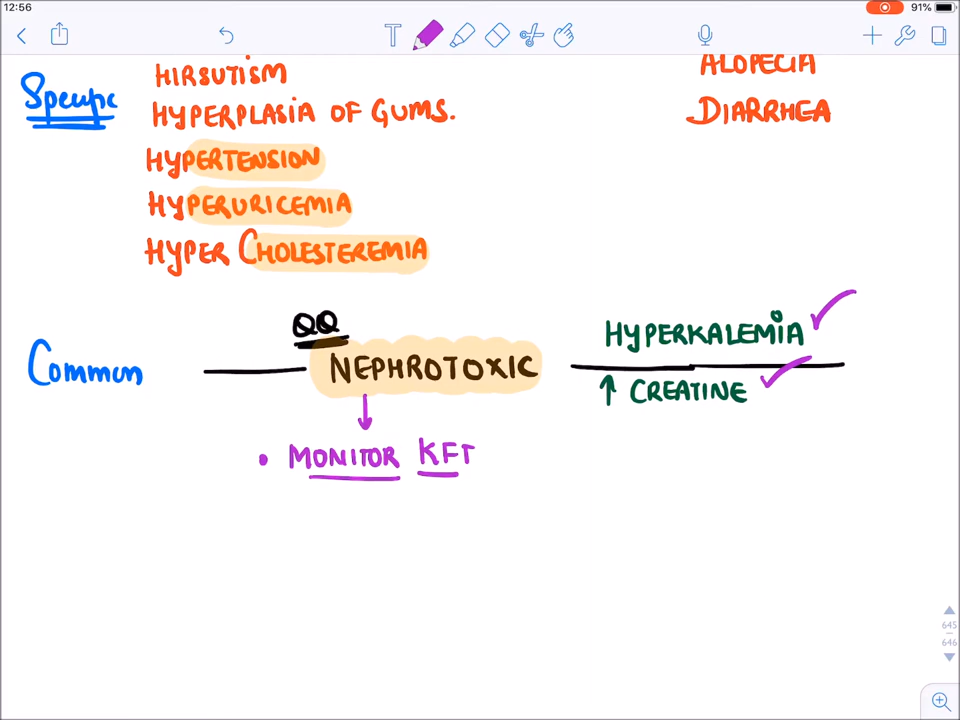 12:56
91%
T
HIRSUTISM
ALOPECIA
Specific
HYPERPLASIA OF GUMS.
DIARRHEA
HYPERTENSION
HYPERURICEMIA
HYPER CHOLESTEREMIA
QQ
HYPERKALEMIA
Common
NEPHROTOXIC
↑ CREATINE
• MONITOR KFT
645
646